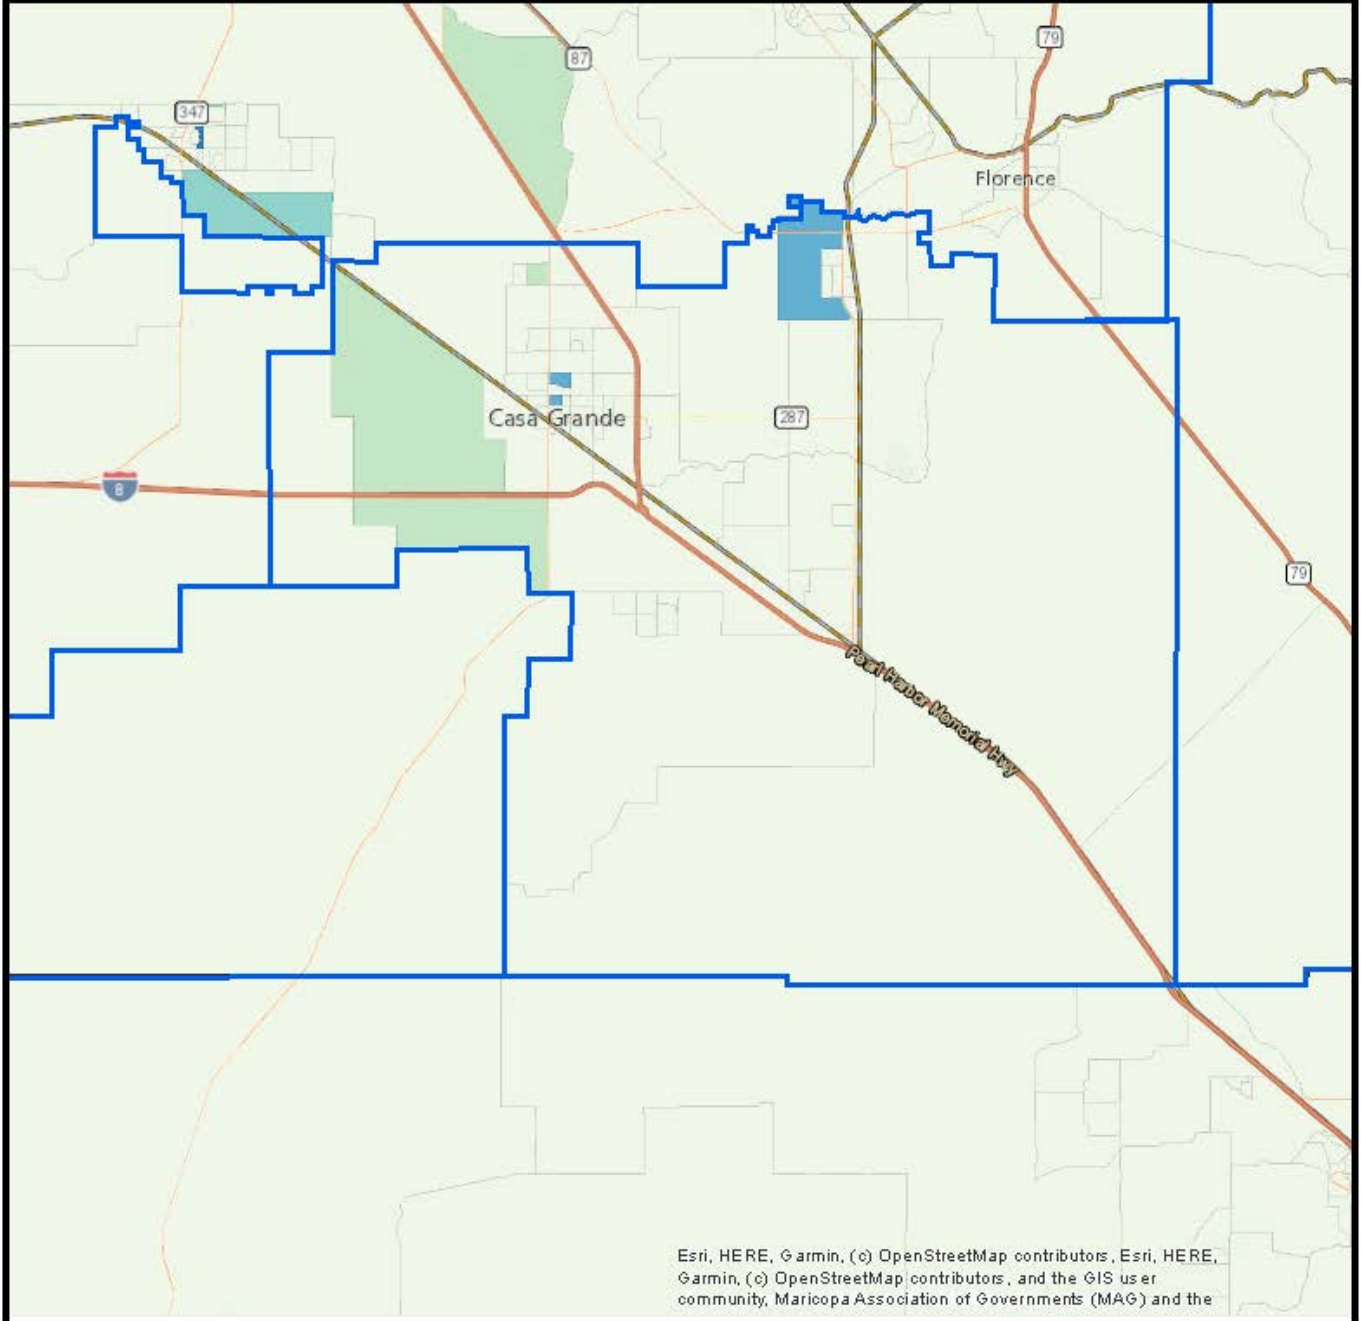 79
87
347
Florence
Casa Grande
287
8
79
Pearl Harbor Memorial Hwy
Esri, HERE, Garmin, (c) OpenStreetMap contributors, Esri, HERE,
Garmin, (c) OpenStreetMap contributors, and the GIS user
community, Maricopa Association of Governments (MAG) and the